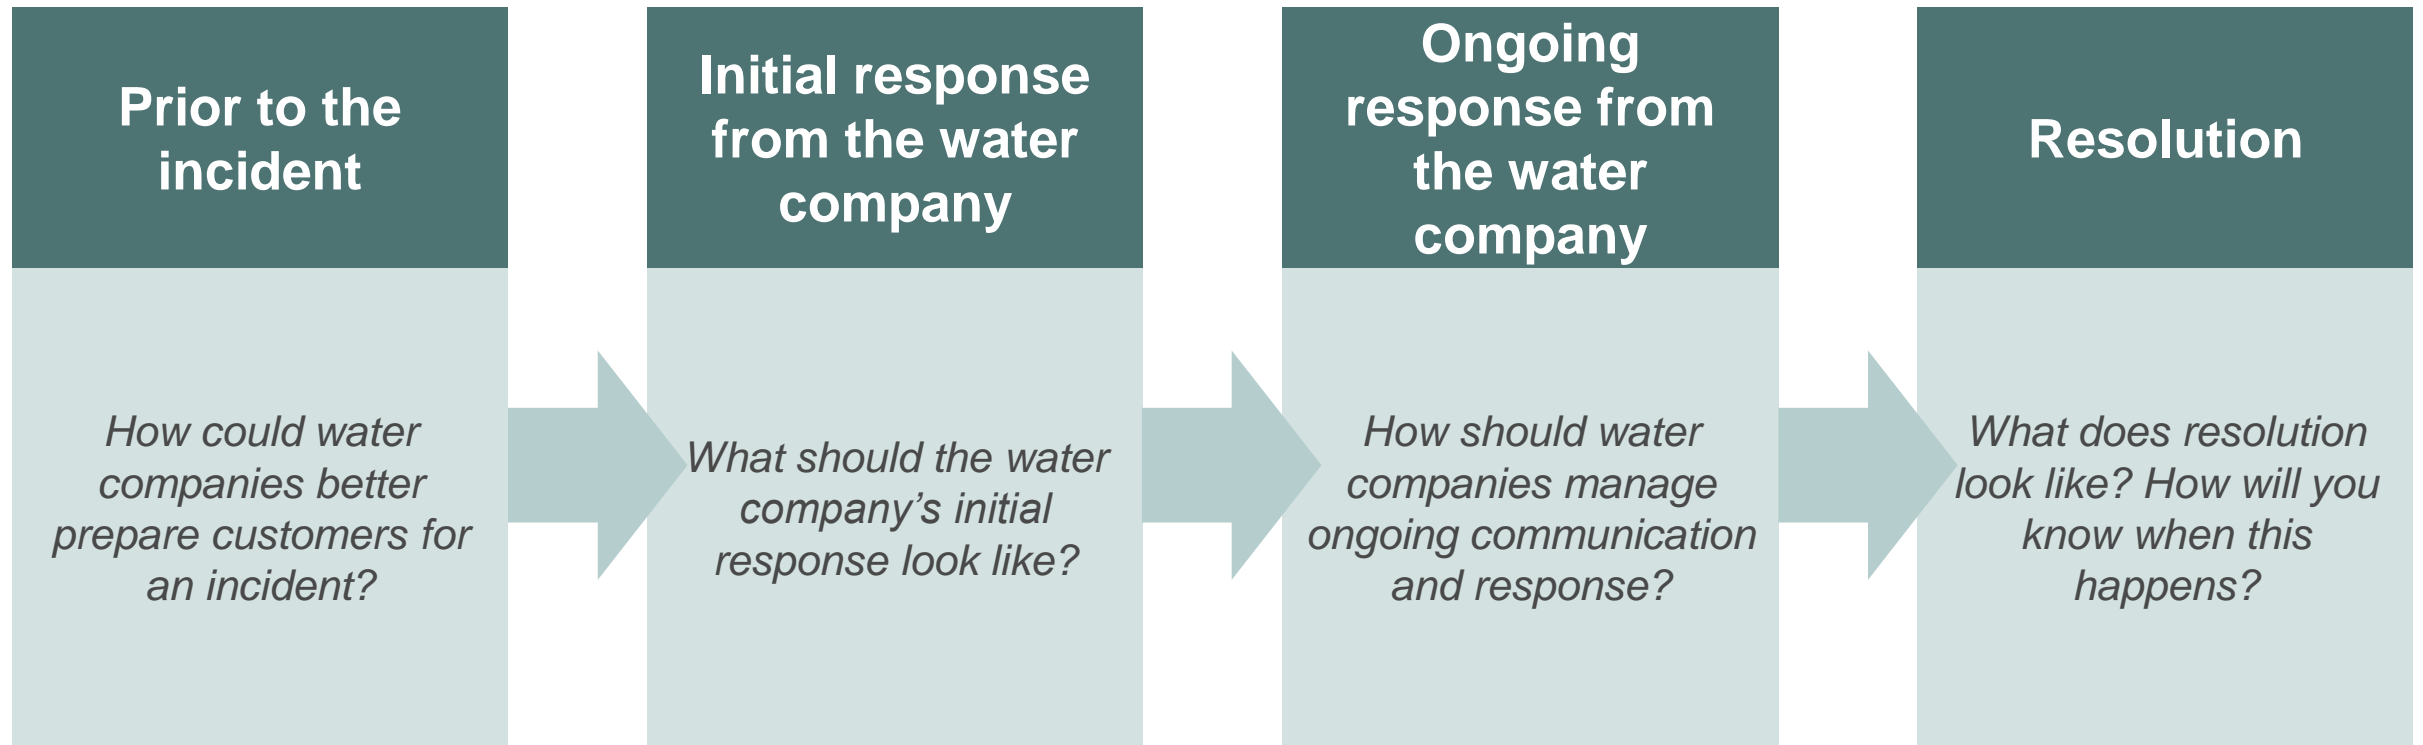 Prior to the
incident
How could water
companies better
prepare customers for
an incident?
Initial response
from the water
company
What should the water
company’s initial
response look like?
Ongoing
response from
the water
company
How should water
companies manage
ongoing communication
and response?
Resolution
What does resolution
look like? How will you
know when this
happens?